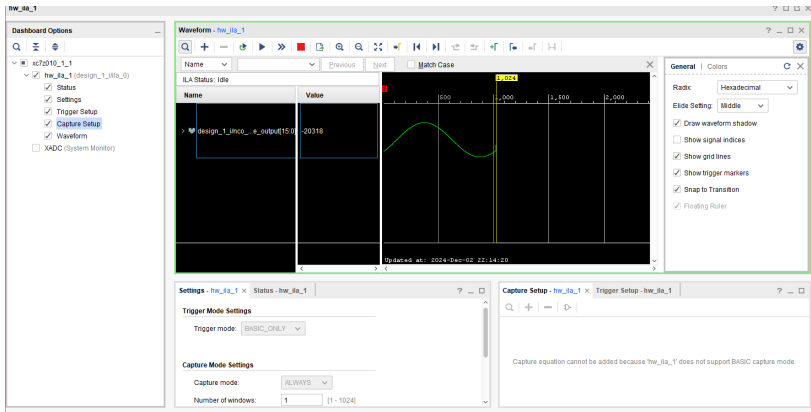 hw_ila_1
Dashboard Options
Waveform - hw_ila_1
xc7z010_1_1
hw_ila_1 (design_1_i/ila_0)
Status
Settings
Trigger Setup
Capture Setup
Waveform
XADC (System Monitor)
Name
Previous
Next
Match Case
ILA Status: Idle
Name
Value
design_1_i/nco_...e_output[15:0]
-20318
1,024
500
1,000
1,500
2,000
Updated at: 2024-Dec-02 22:14:20
General
Colors
Radix:
Hexadecimal
Elide Setting:
Middle
Draw waveform shadow
Show signal indices
Show grid lines
Show trigger markers
Snap to Transition
Floating Ruler
Settings - hw_ila_1
Status - hw_ila_1
Trigger Mode Settings
Trigger mode:
BASIC_ONLY
Capture Mode Settings
Capture mode:
ALWAYS
Number of windows:
1
[1 - 1024]
Capture Setup - hw_ila_1
Trigger Setup - hw_ila_1
Capture equation cannot be added because 'hw_ila_1' does not support BASIC capture mode.